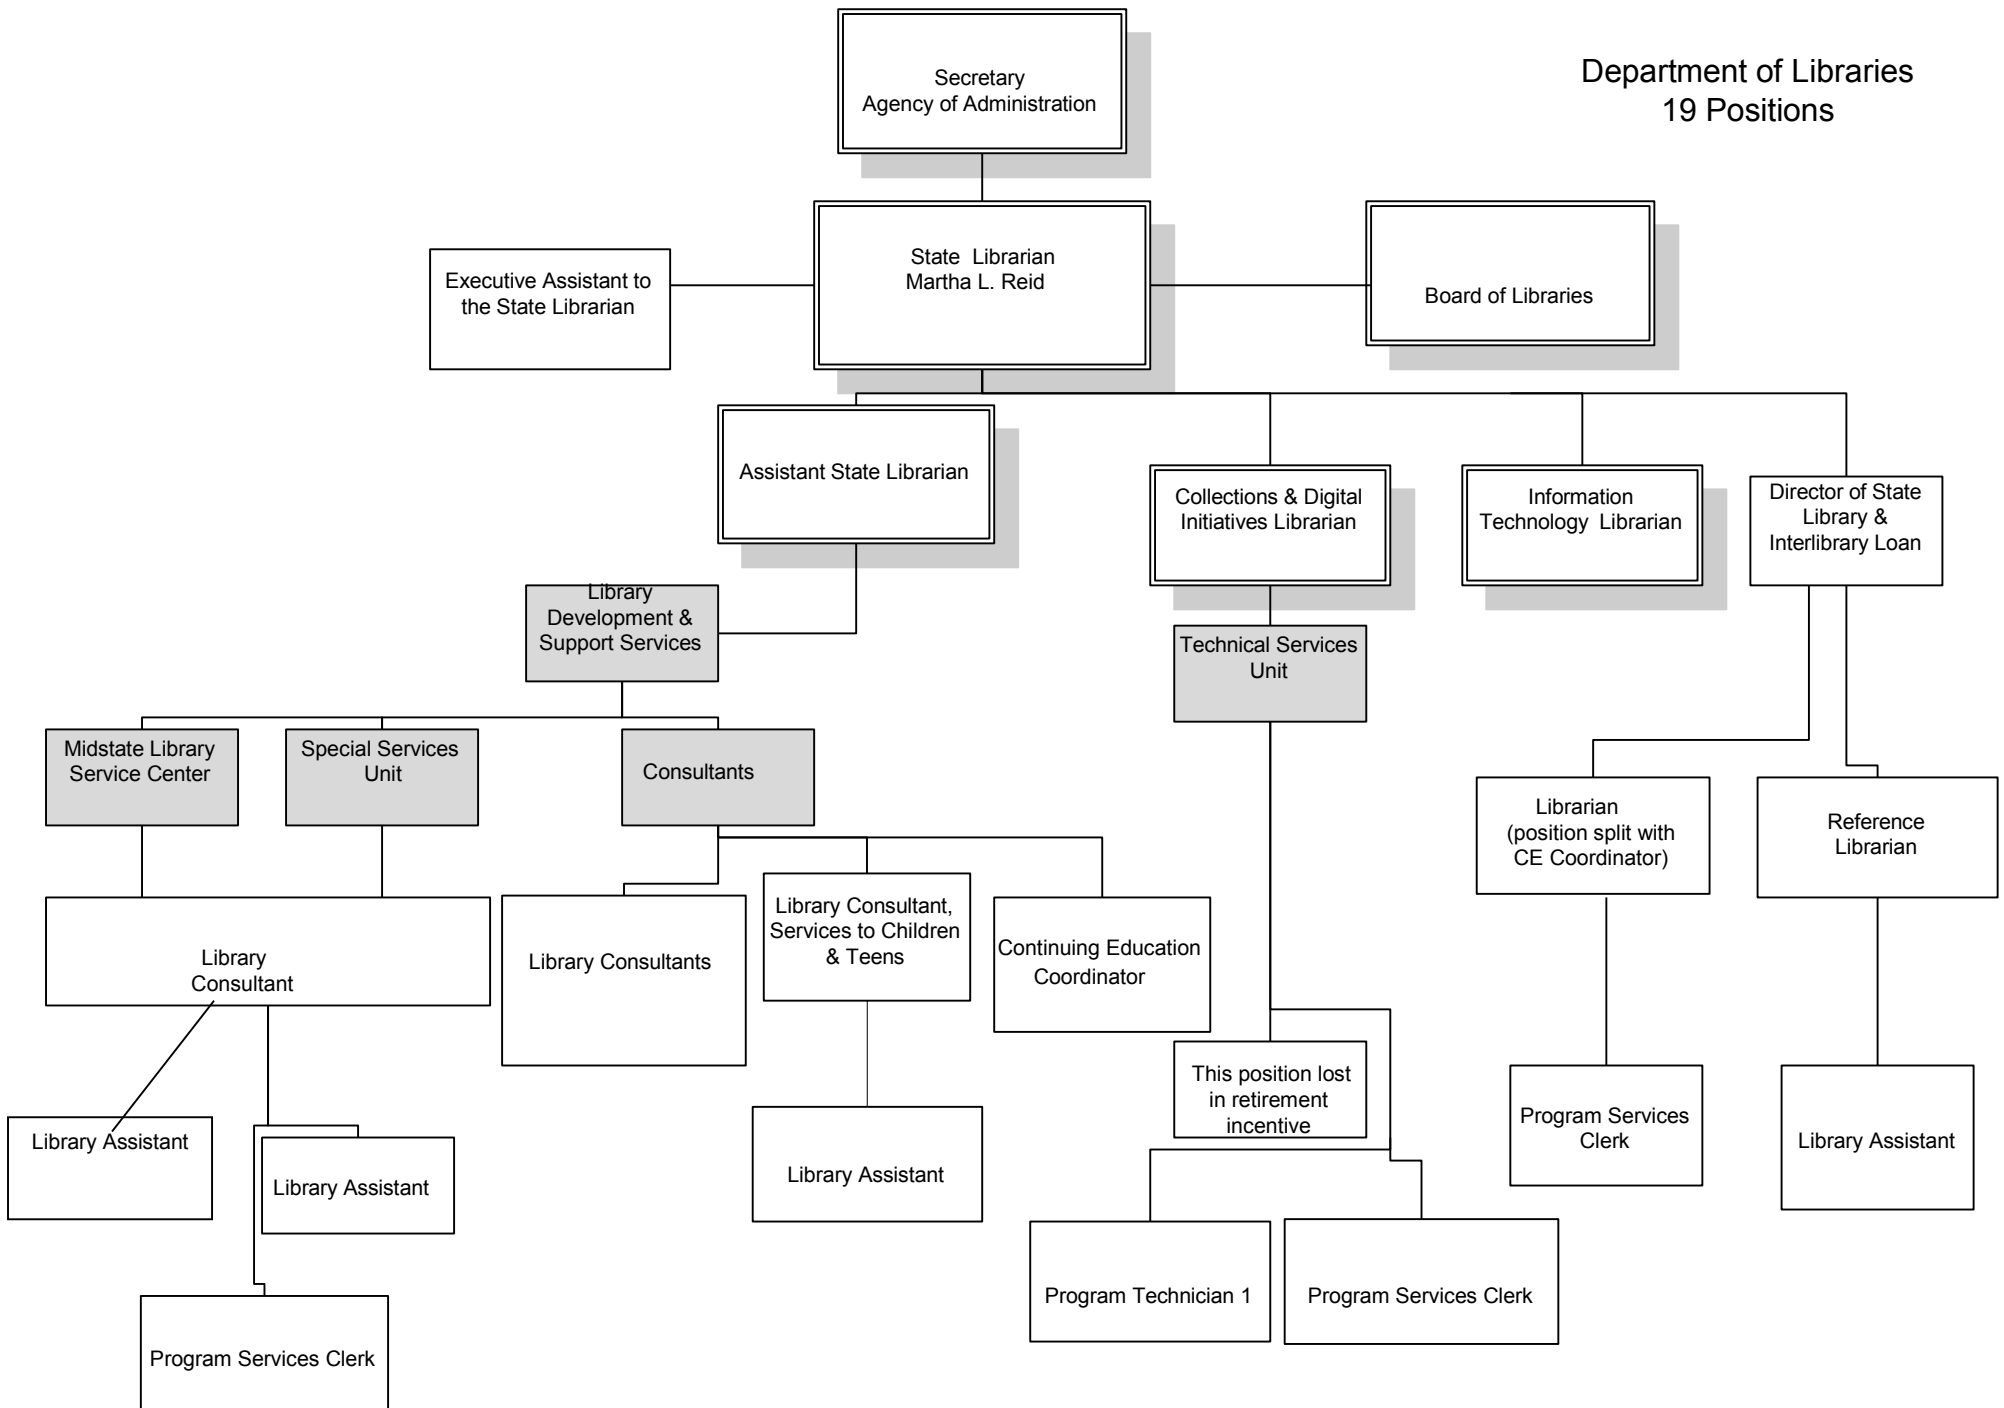 Department of Libraries
19 Positions
Secretary
Agency of Administration
Executive Assistant to
the State Librarian
State Librarian
Martha L. Reid
Board of Libraries
Assistant State Librarian
Collections & Digital
Initiatives Librarian
Information
Technology Librarian
Director of State
Library &
Interlibrary Loan
Library
Development &
Support Services
Technical Services
Unit
Midstate Library
Service Center
Special Services
Unit
Consultants
Librarian
(position split with
CE Coordinator)
Reference
Librarian
Library
Consultant
Library Consultants
Library Consultant,
Services to Children
& Teens
Continuing Education
Coordinator
This position lost
in retirement
incentive
Program Services
Clerk
Library Assistant
Library Assistant
Library Assistant
Library Assistant
Program Technician 1
Program Services Clerk
Program Services Clerk